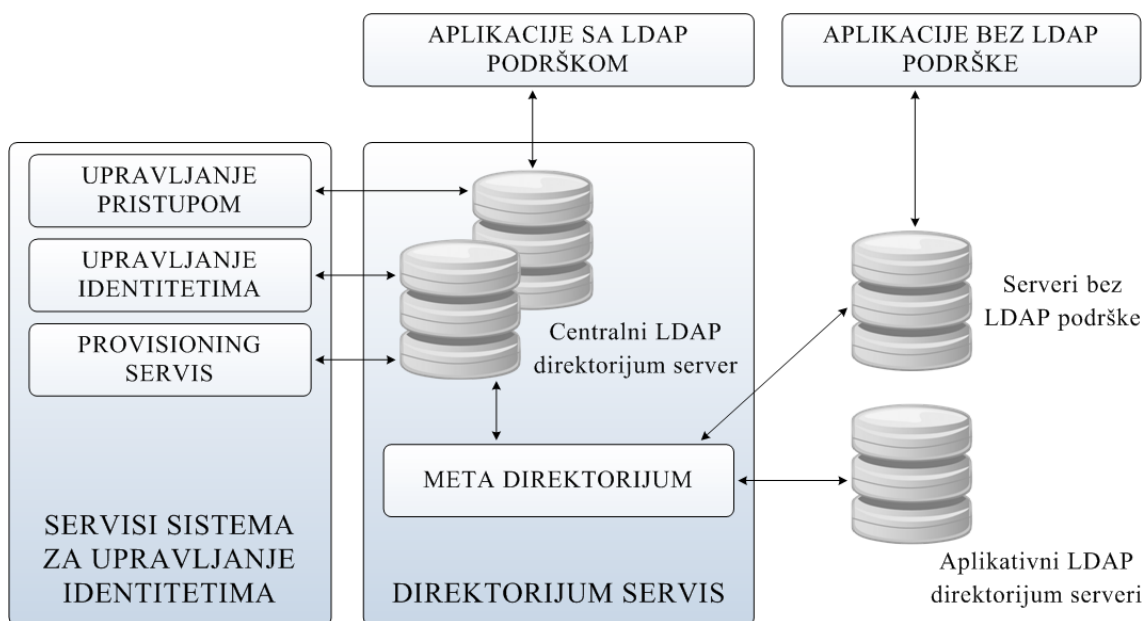 APLIKACIJE SA LDAP
PODRŠKOM
APLIKACIJE BEZ LDAP
PODRŠKE
UPRAVLJANJE
PRISTUPOM
UPRAVLJANJE
IDENTITETIMA
PROVISIONING
SERVIS
SERVISI SISTEMA
ZA UPRAVLJANJE
IDENTITETIMA
Centralni LDAP
direktorijum server
META DIREKTORIJUM
DIREKTORIJUM SERVIS
Serveri bez
LDAP podrške
Aplikativni LDAP
direktorijum serveri